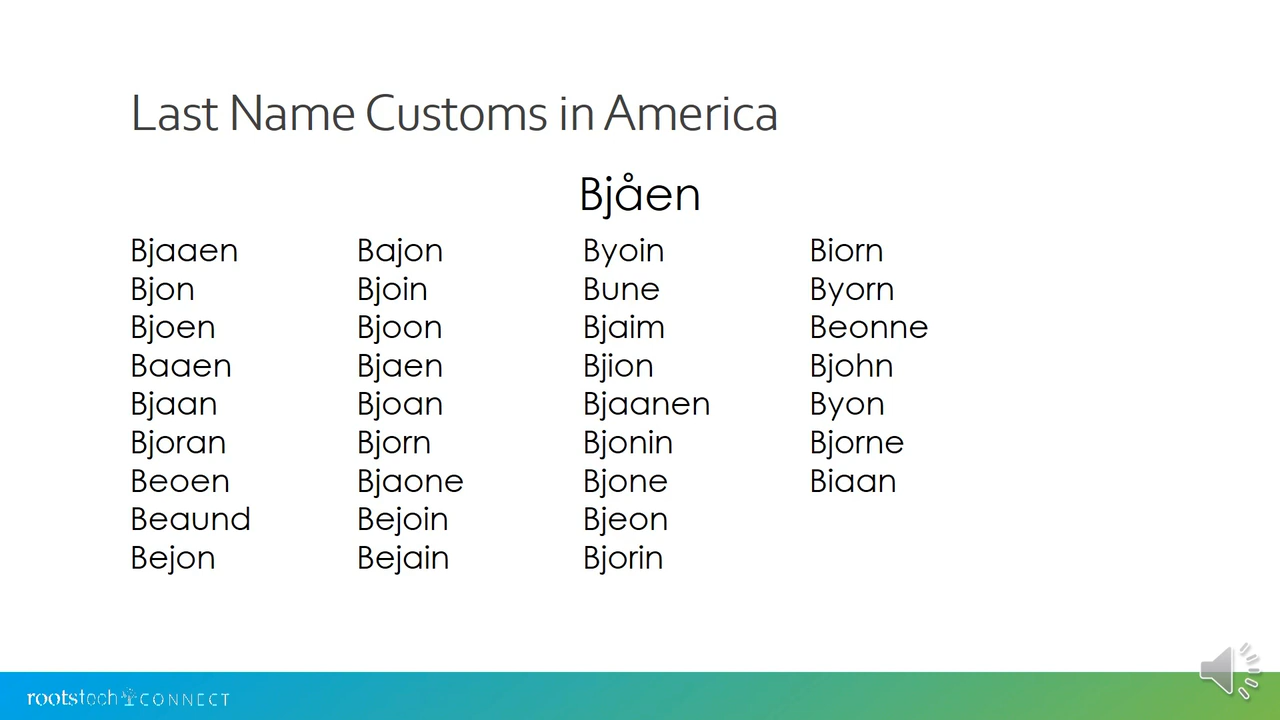 Last Name Customs in America
Bjåen
Bjaaen
Bjon
Bjoen
Baaen
Bjaan
Bjoran
Beoen
Beaund
Bejon
Bajon
Bjoin
Bjoon
Bjaen
Bjoan
Bjorn
Bjaone
Bejoin
Bejain
Byoin
Bune
Bjaim
Bjion
Bjaanen
Bjonin
Bjone
Bjeon
Bjorin
Biorn
Byorn
Beonne
Bjohn
Byon
Bjorne
Biaan
rootstech CONNECT